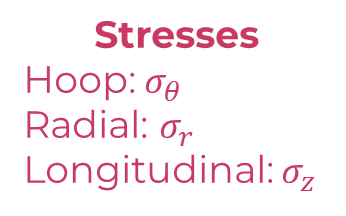 Stresses
Hoop: σθ
Radial: σr
Longitudinal: σz